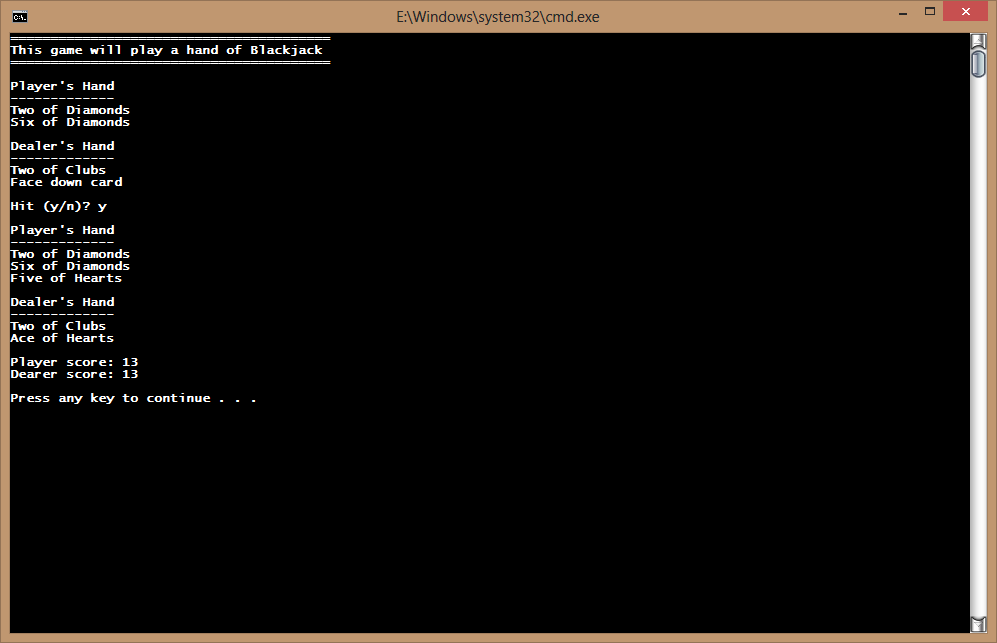 E:\Windows\system32\cmd.exe
========================================
This game will play a hand of Blackjack
========================================
Player's Hand
-------------
Two of Diamonds
Six of Diamonds
Dealer's Hand
-------------
Two of Clubs
Face down card
Hit (y/n)? y
Player's Hand
-------------
Two of Diamonds
Six of Diamonds
Five of Hearts
Dealer's Hand
-------------
Two of Clubs
Ace of Hearts
Player score: 13
Dearer score: 13
Press any key to continue . . .